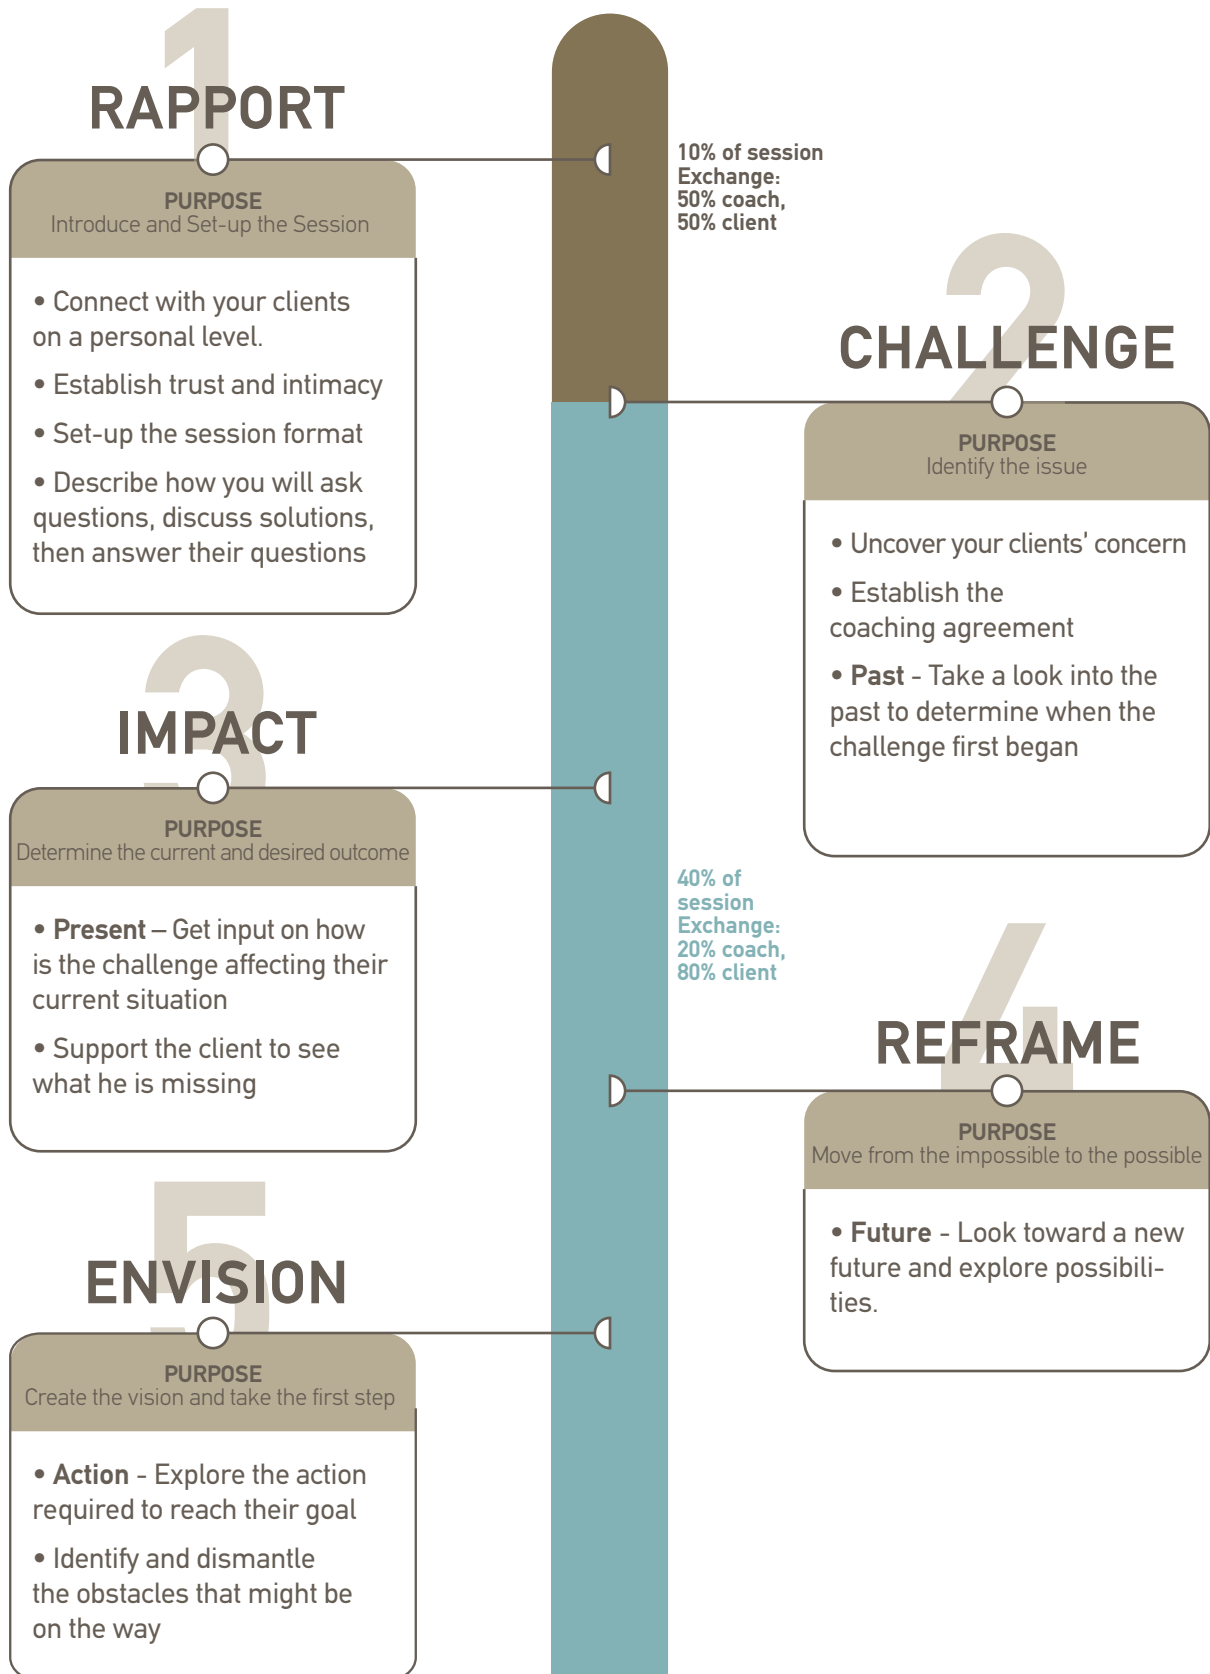 1
RAPPORT
PURPOSE
Introduce and Set-up the Session
• Connect with your clients
on a personal level.
• Establish trust and intimacy
• Set-up the session format
• Describe how you will ask
questions, discuss solutions,
then answer their questions
10% of session
Exchange:
50% coach,
50% client
2
CHALLENGE
PURPOSE
Identify the issue
• Uncover your clients' concern
• Establish the
coaching agreement
• Past - Take a look into the
past to determine when the
challenge first began
3
IMPACT
PURPOSE
Determine the current and desired outcome
• Present – Get input on how
is the challenge affecting their
current situation
• Support the client to see
what he is missing
40% of
session
Exchange:
20% coach,
80% client
4
REFRAME
PURPOSE
Move from the impossible to the possible
• Future - Look toward a new
future and explore possibili-
ties.
5
ENVISION
PURPOSE
Create the vision and take the first step
• Action - Explore the action
required to reach their goal
• Identify and dismantle
the obstacles that might be
on the way